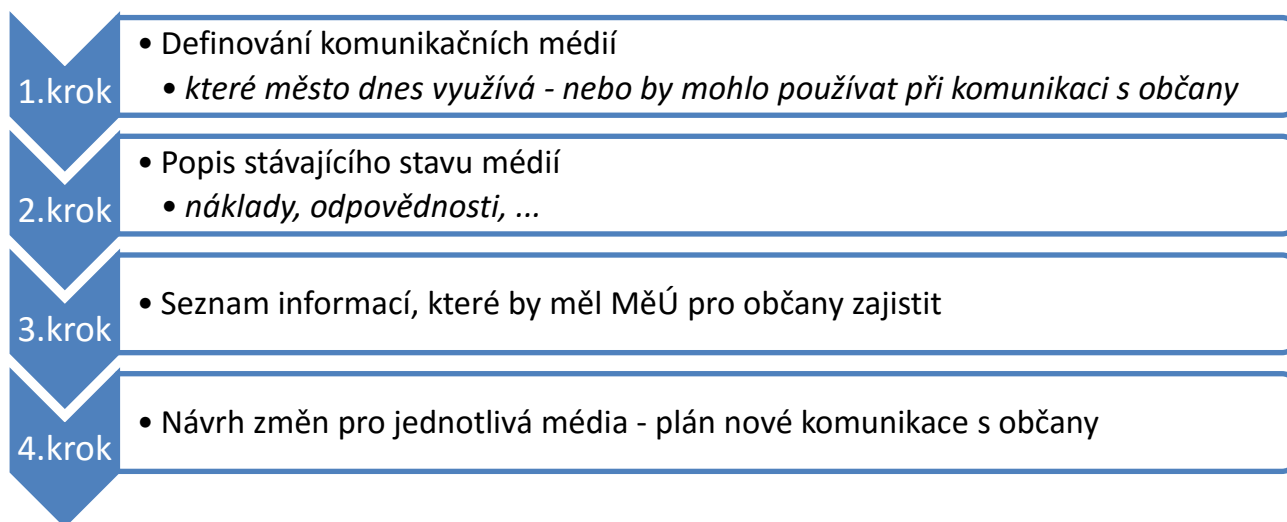 1.krok
• Definování komunikačních médií
• které město dnes využívá - nebo by mohlo používat při komunikaci s občany
2.krok
• Popis stávajícího stavu médií
• náklady, odpovědnosti, ...
3.krok
• Seznam informací, které by měl MěÚ pro občany zajistit
4.krok
• Návrh změn pro jednotlivá média - plán nové komunikace s občany